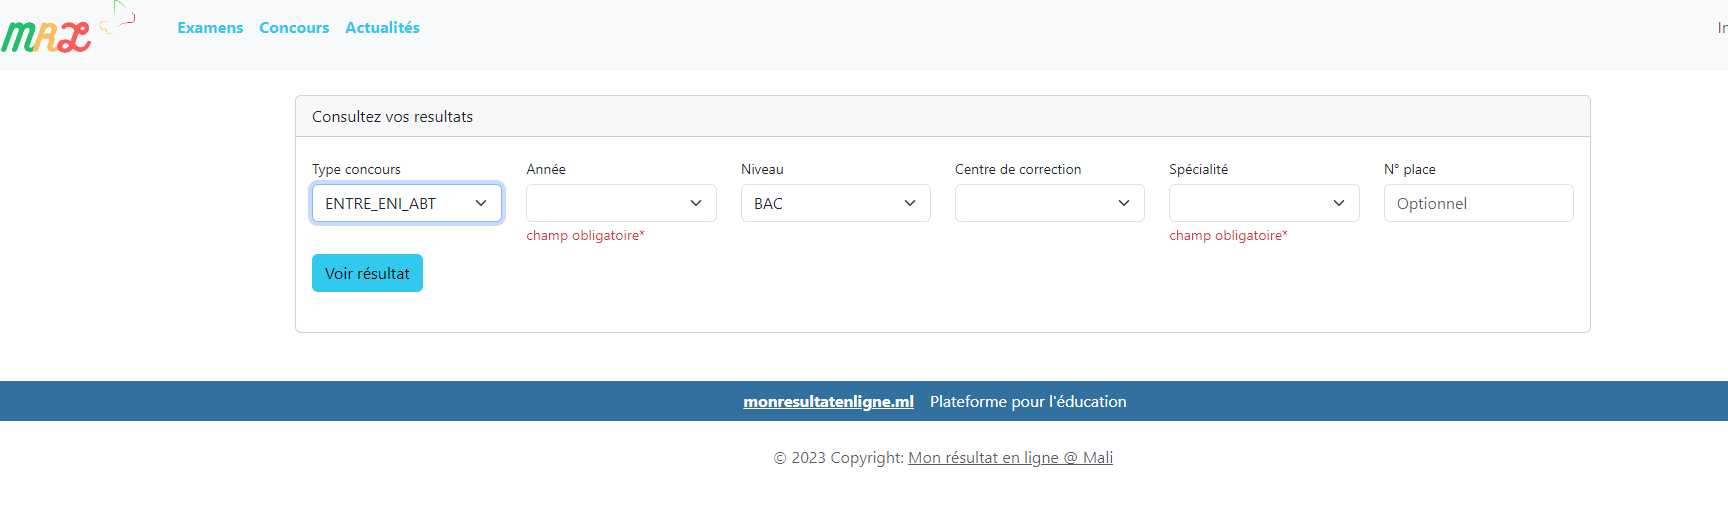 MRL
Examens Concours Actualités In
Consultez vos resultats
Type concours Année Niveau Centre de correction Spécialité N° place
ENTRE_ENI_ABT BAC Optionnel
champ obligatoire* champ obligatoire*
Voir résultat
monresultatenligne.ml Plateforme pour l'éducation
© 2023 Copyright: Mon résultat en ligne @ Mali